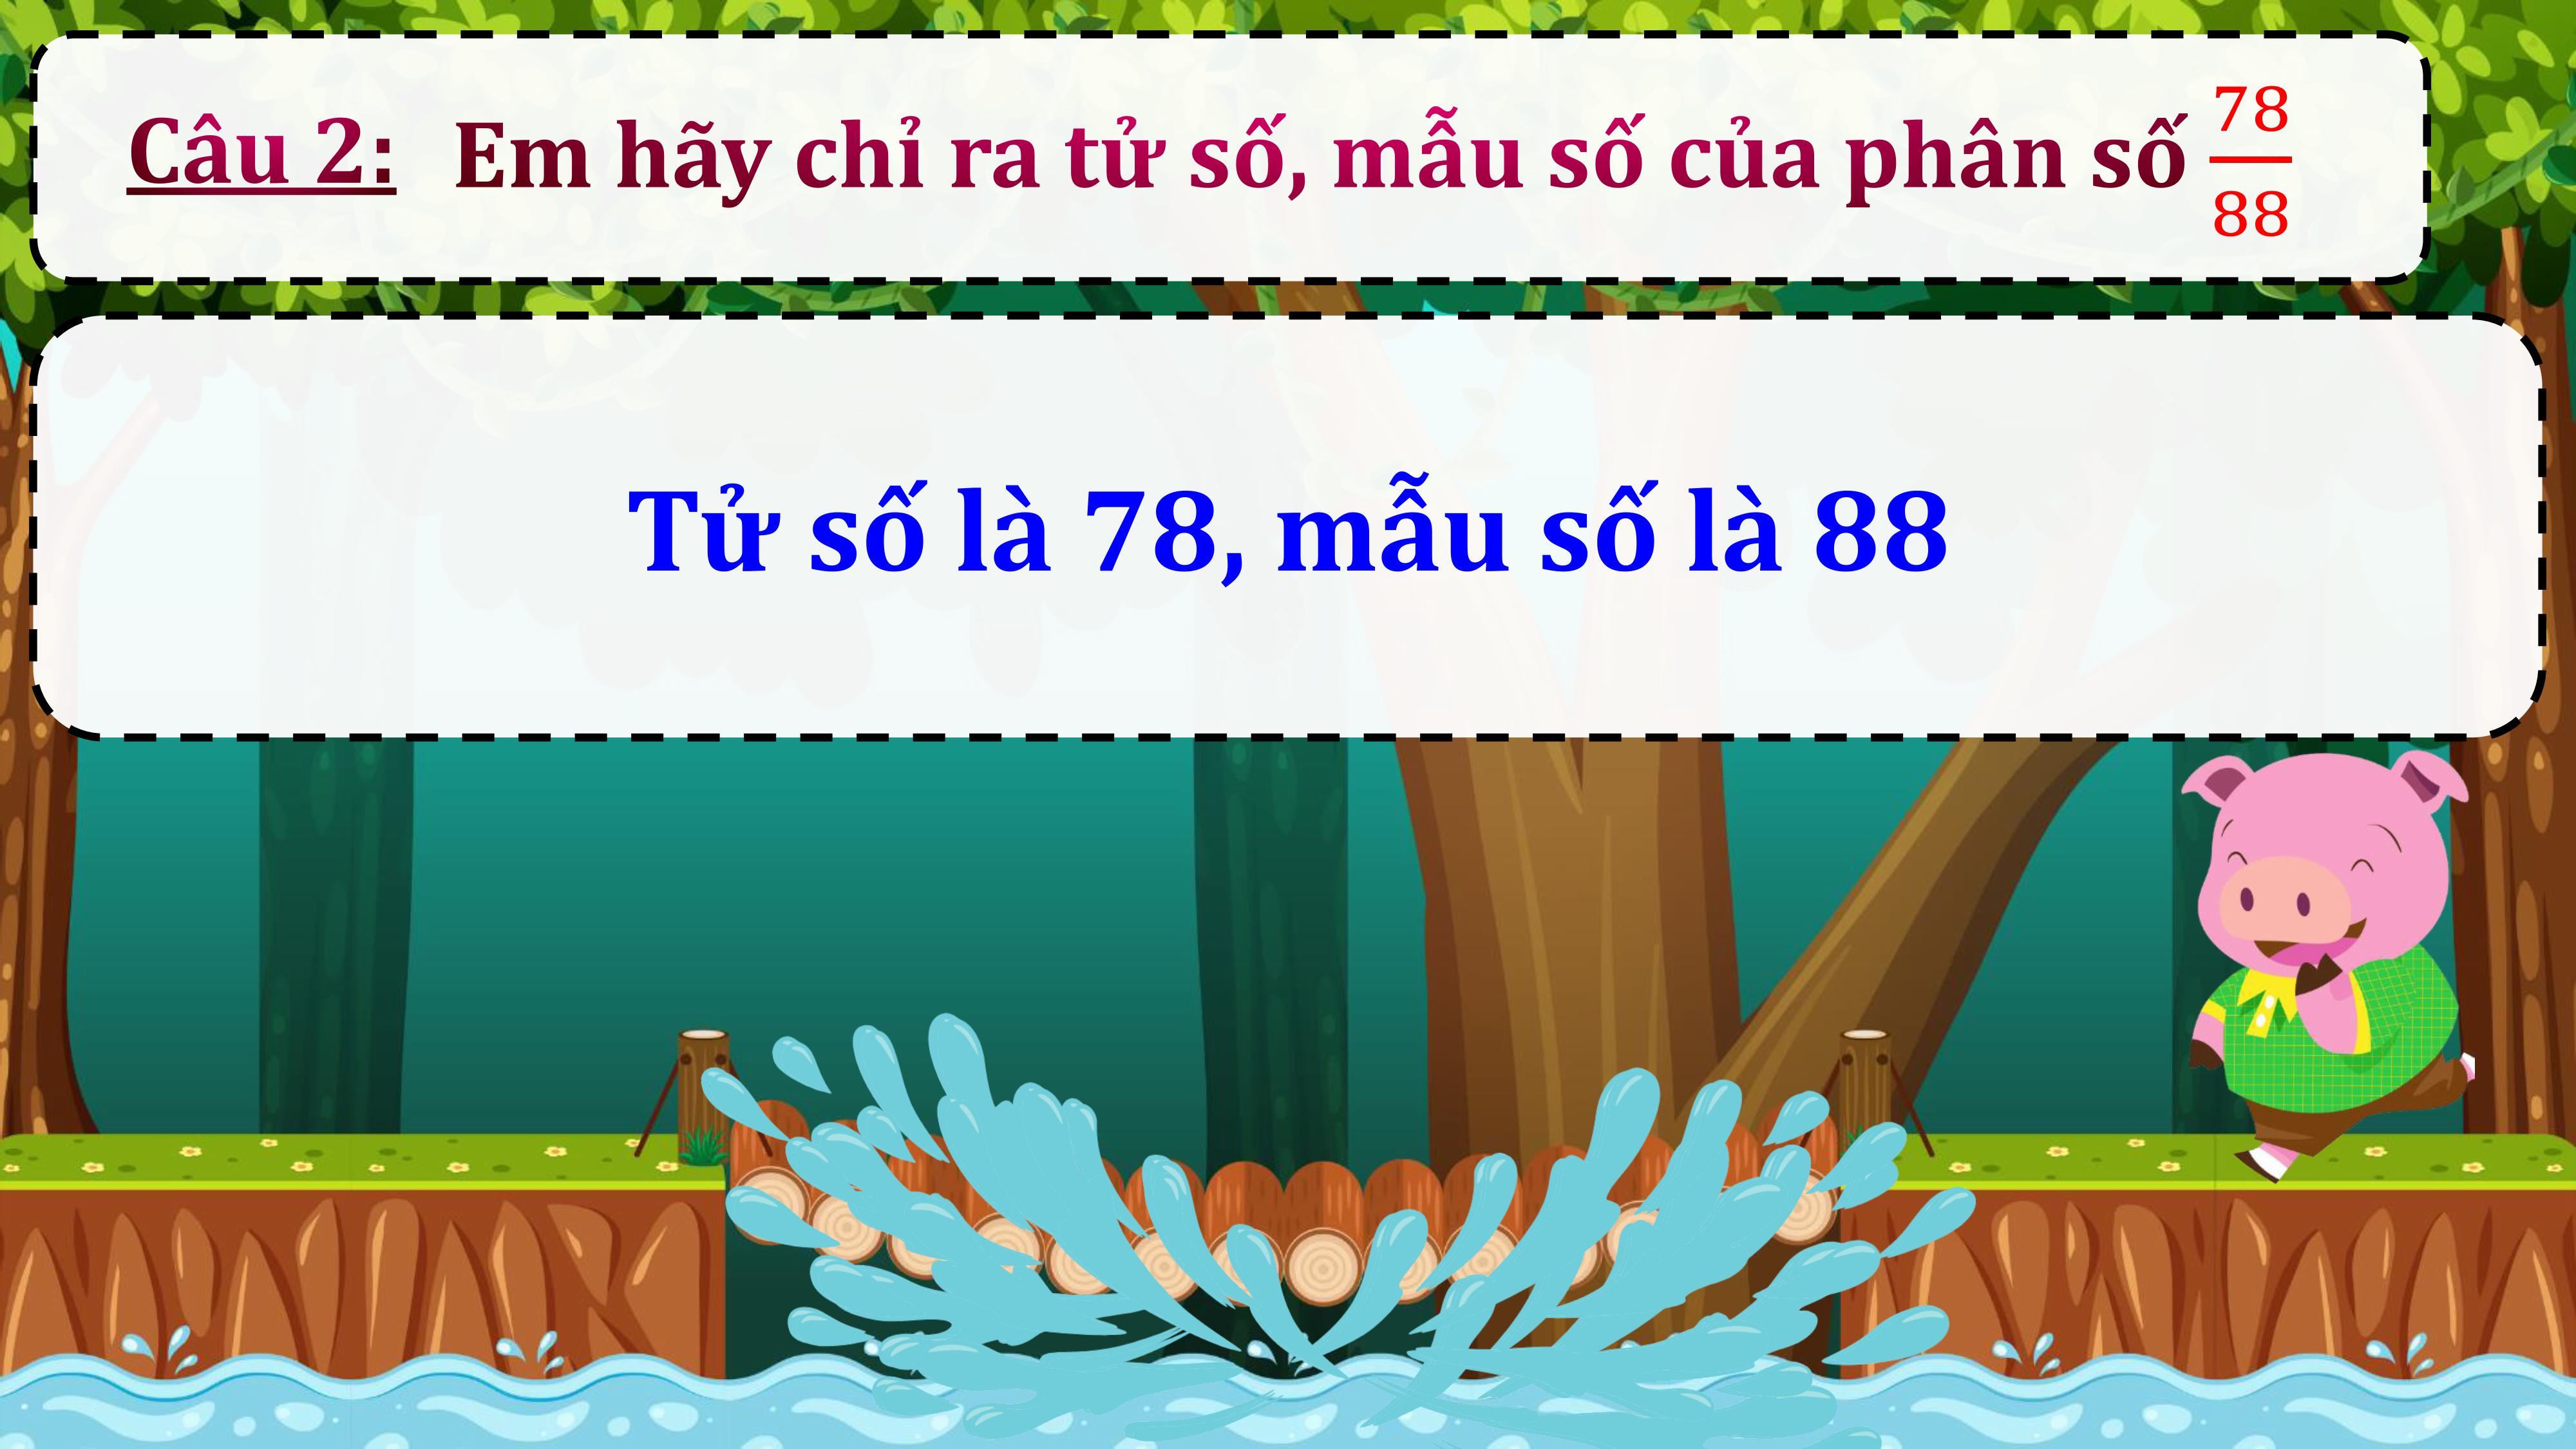 Câu 2: Em hãy chỉ ra tử số, mẫu số của phân số 78/88
Tử số là 78, mẫu số là 88